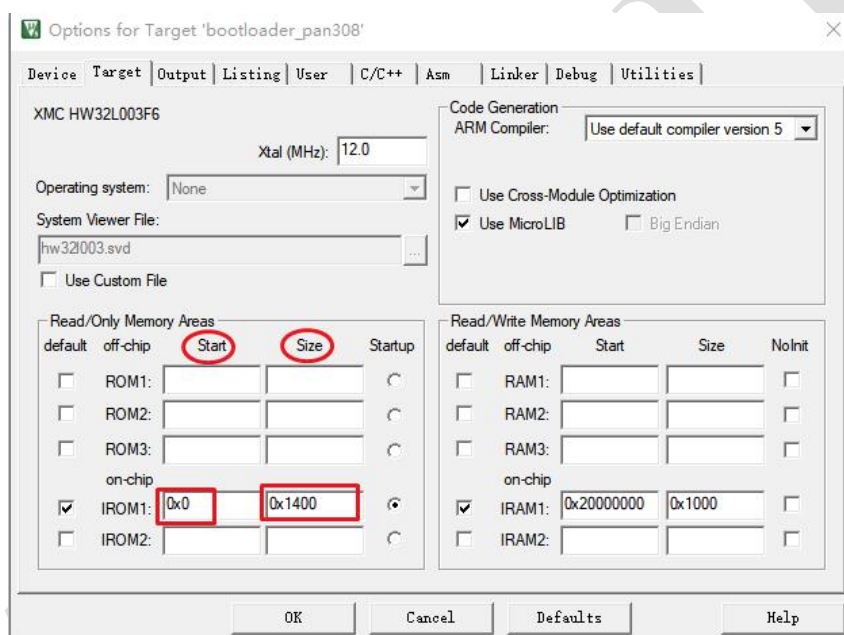 Options for Target 'bootloader_pan308'
Device Target Output Listing User C/C++ Asm Linker Debug Utilities
XMC HW32L003F6
Xtal (MHz): 12.0
Operating system: None
System Viewer File:
hw32l003.svd ...
Use Custom File
Code Generation
ARM Compiler: Use default compiler version 5
Use Cross-Module Optimization
Use MicroLIB Big Endian
Read/Only Memory Areas
default off-chip Start Size Startup
ROM1:
ROM2:
ROM3:
on-chip
IROM1: 0x0 0x1400
IROM2:
Read/Write Memory Areas
default off-chip Start Size NoInit
RAM1:
RAM2:
RAM3:
on-chip
IRAM1: 0x20000000 0x1000
IRAM2:
OK Cancel Defaults Help